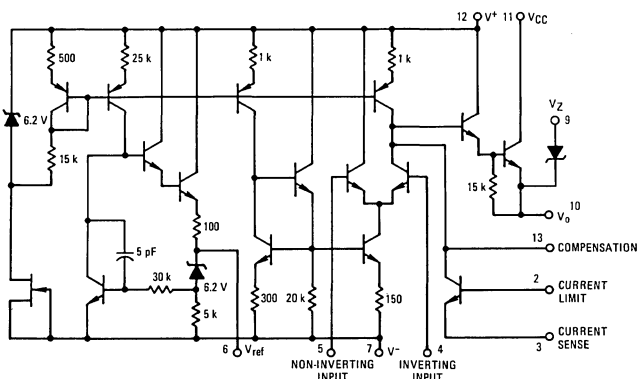 12 V+ 11 VCC
500 25 k 1 k 1 k
6.2 V
VZ
9
15 k
15 k
10
Vo
100
13 COMPENSATION
5 pF
30 k
6.2 V
2 CURRENT
LIMIT
300 20 k 150
5 k
3 CURRENT
SENSE
6 Vref 5 7 V- 4
NON-INVERTING
INPUT
INVERTING
INPUT